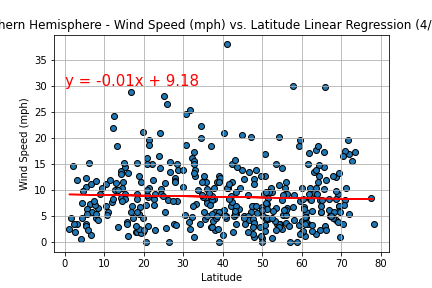 hern Hemisphere - Wind Speed (mph) vs. Latitude Linear Regression (4/
y = -0.01x + 9.18
Wind Speed (mph)
35
30
25
20
15
10
5
0
0 10 20 30 40 50 60 70 80
Latitude